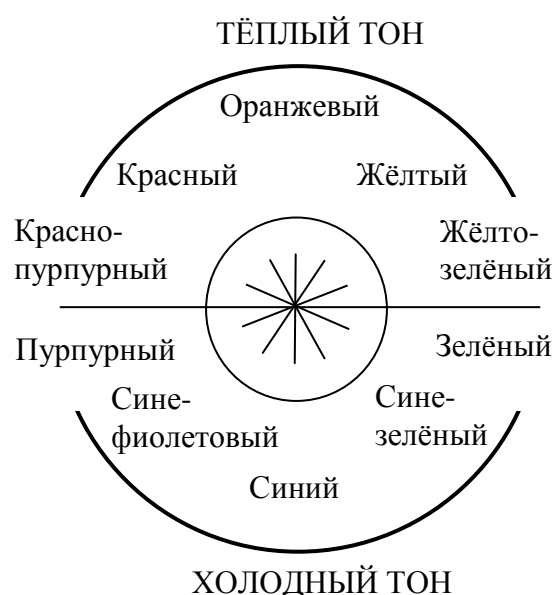 ТЁПЛЫЙ ТОН
Оранжевый
Красный
Жёлтый
Красно-
пурпурный
Жёлто-
зелёный
Пурпурный
Зелёный
Сине-
фиолетовый
Сине-
зелёный
Синий
ХОЛОДНЫЙ ТОН